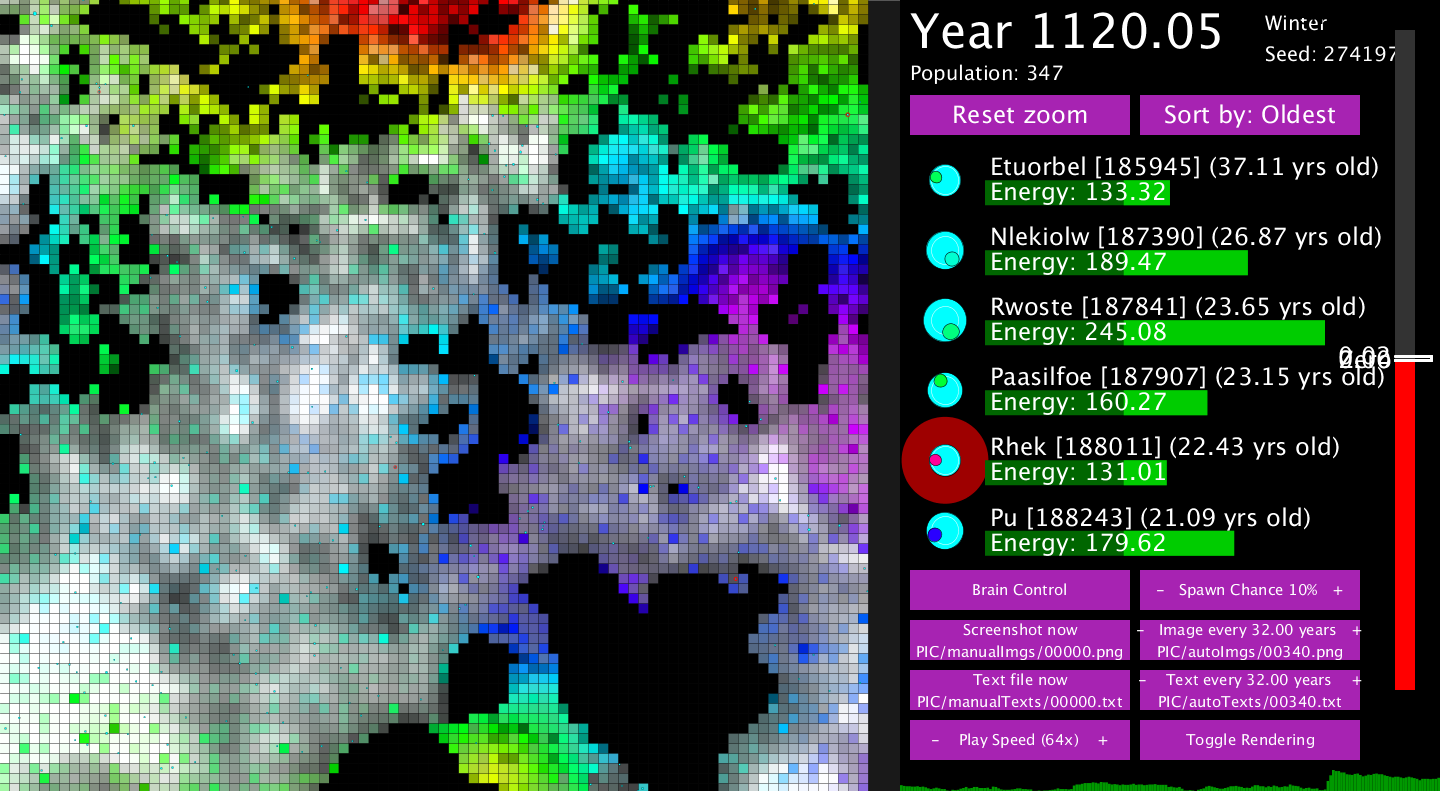 Year 1120.05
Winter
Seed: 274197
Population: 347
Reset zoom
Sort by: Oldest
Etuorbel [185945] (37.11 yrs old)
Energy: 133.32
Nlekiolw [187390] (26.87 yrs old)
Energy: 189.47
Rwoste [187841] (23.65 yrs old)
Energy: 245.08
Paasilfoe [187907] (23.15 yrs old)
Energy: 160.27
Rhek [188011] (22.43 yrs old)
Energy: 131.01
Pu [188243] (21.09 yrs old)
Energy: 179.62
Brain Control
- Spawn Chance 10% +
Screenshot now
PIC/manualImgs/00000.png
- Image every 32.00 years +
PIC/autoImgs/00340.png
Text file now
PIC/manualTexts/00000.txt
- Text every 32.00 years +
PIC/autoTexts/00340.txt
- Play Speed (64x) +
Toggle Rendering